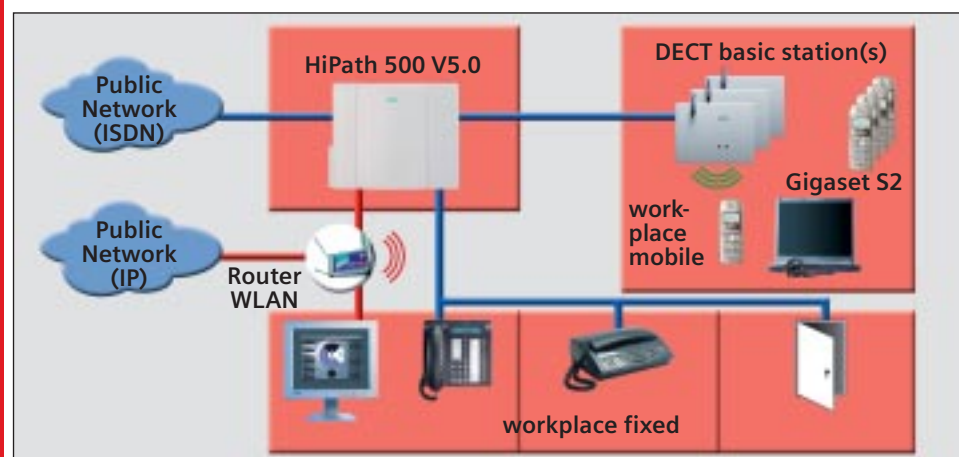 HiPath 500 V5.0
DECT basic station(s)
Public
Network
(ISDN)
Gigaset S2
work-
place
mobile
Public
Network
(IP)
Router
WLAN
workplace fixed